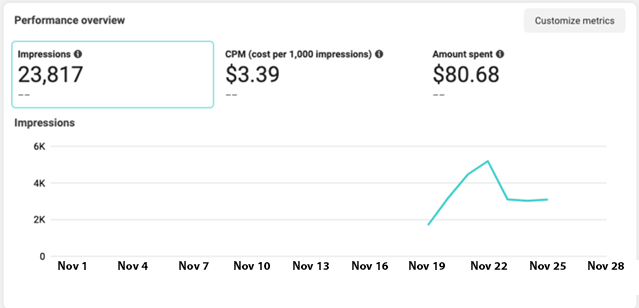 Performance overview
Customize metrics
Impressions
CPM (cost per 1,000 impressions)
Amount spent
23,817
$3.39
$80.68
--
--
--
Impressions
6K
4K
2K
0
Nov 1 Nov 4 Nov 7 Nov 10 Nov 13 Nov 16 Nov 19 Nov 22 Nov 25 Nov 28